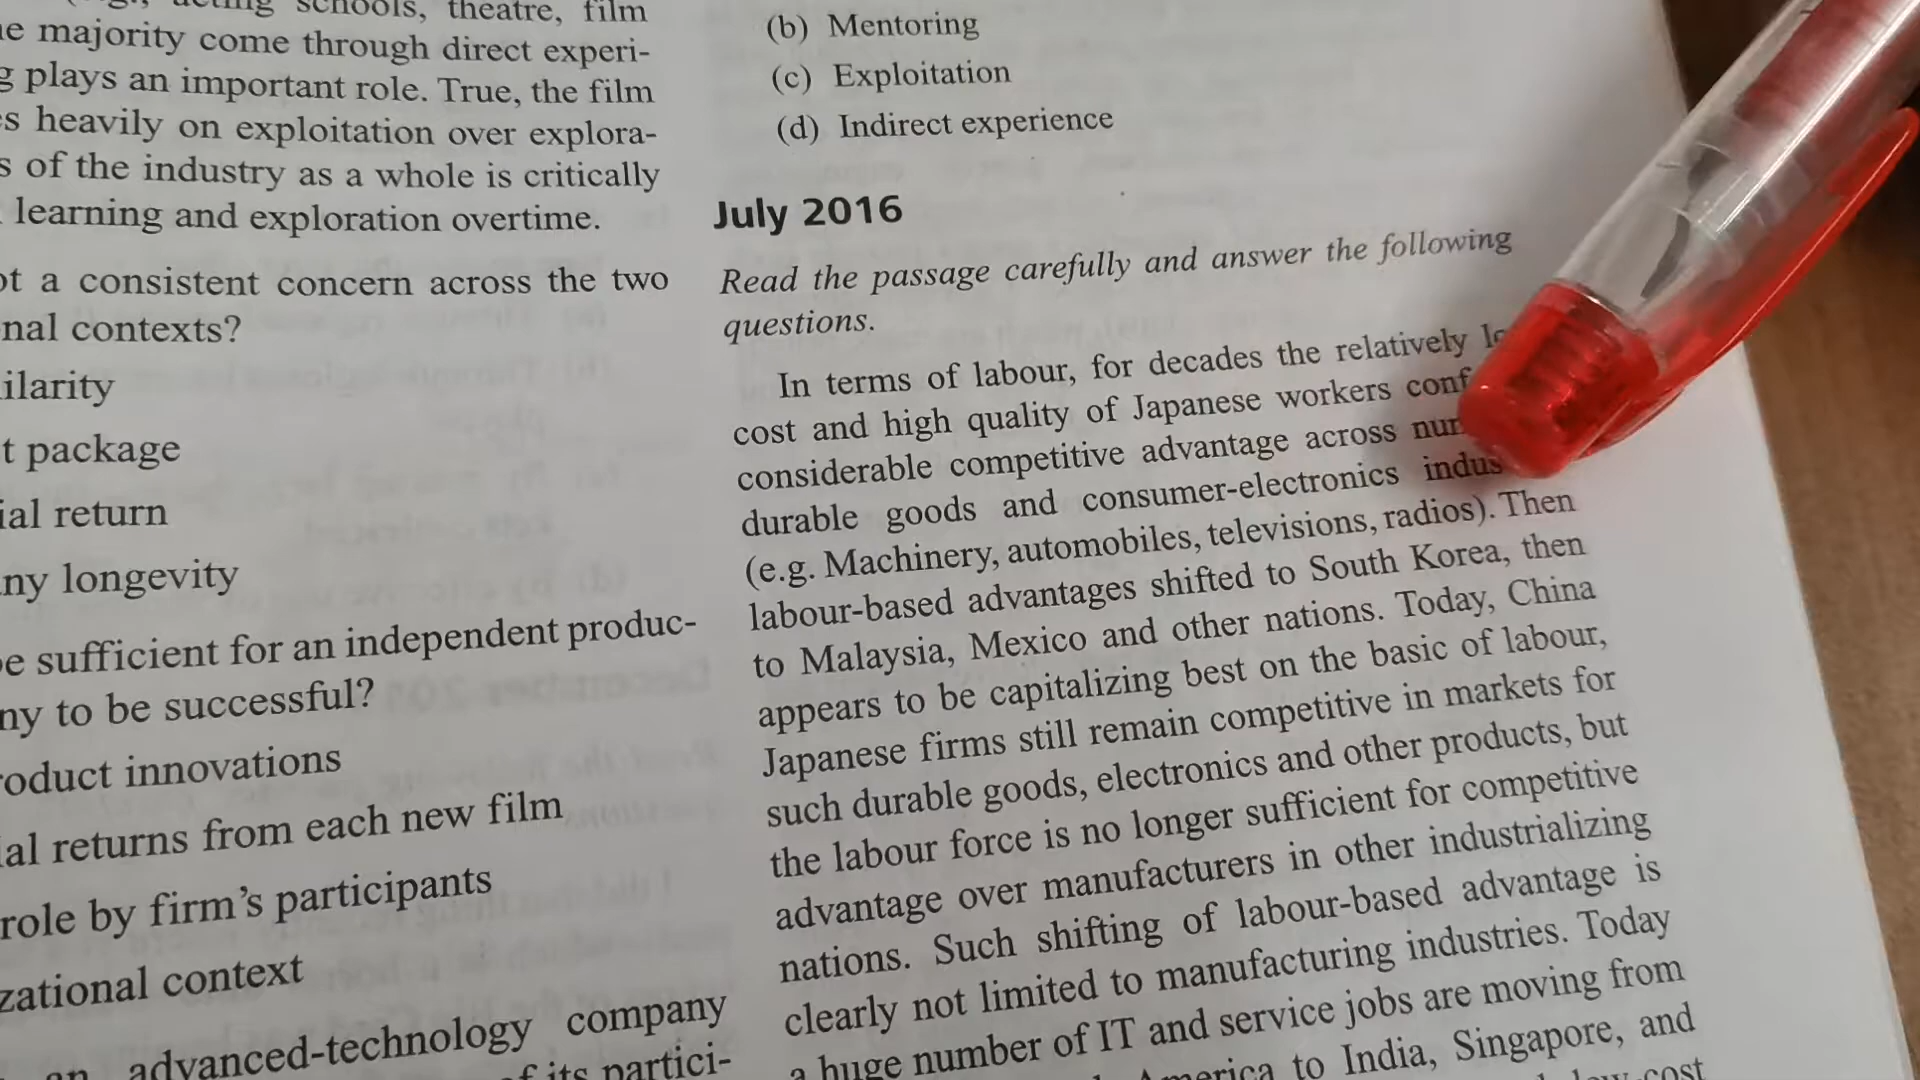 schools, theatre, film
majority come through direct experi-
plays an important role. True, the film
heavily on exploitation over explora-
of the industry as a whole is critically
learning and exploration overtime.
a consistent concern across the two
contexts?
package
return
longevity
sufficient for an independent produc-
to be successful?
innovations
returns from each new film
role by firm's participants
context
advanced-technology company
its partici-
(b) Mentoring
(c) Exploitation
(d) Indirect experience
July 2016
Read the passage carefully and answer the following
questions.
In terms of labour, for decades the relatively
cost and high quality of Japanese workers
considerable competitive advantage across
durable goods and consumer-electronics
(e.g. Machinery, automobiles, televisions, radios). Then
labour-based advantages shifted to South Korea, then
to Malaysia, Mexico and other nations. Today, China
appears to be capitalizing best on the basic of labour,
Japanese firms still remain competitive in markets for
such durable goods, electronics and other products, but
the labour force is no longer sufficient for competitive
advantage over manufacturers in other industrializing
nations. Such shifting of labour-based advantage is
clearly not limited to manufacturing industries. Today
a huge number of IT and service jobs are moving from
to India, Singapore, and